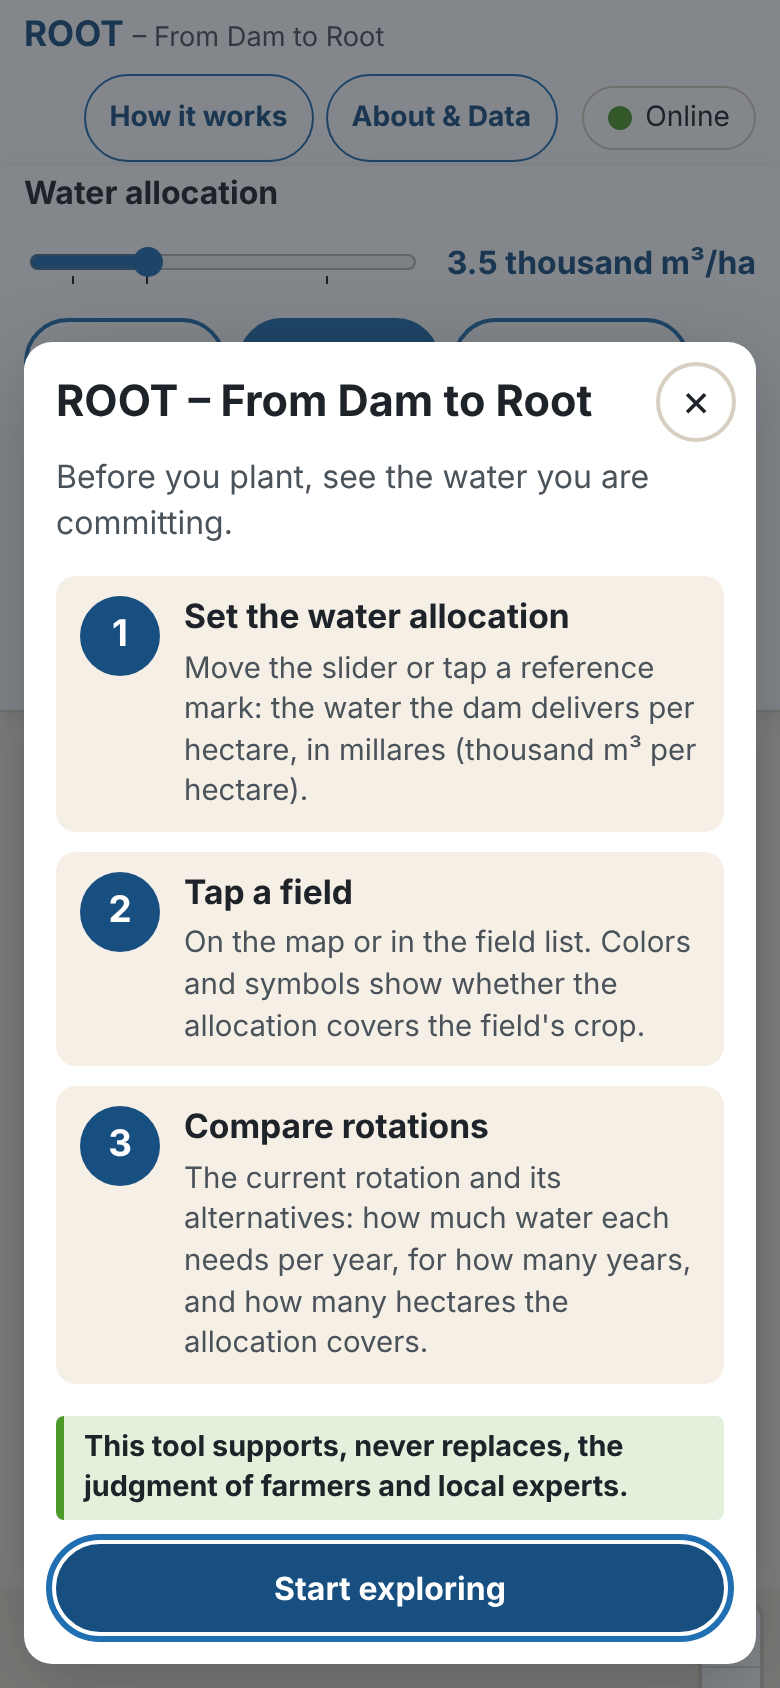 ROOT – From Dam to Root
How it works
About & Data
Online
Water allocation
3.5 thousand m³/ha
ROOT – From Dam to Root
×
Before you plant, see the water you are
committing.
1
Set the water allocation
Move the slider or tap a reference
mark: the water the dam delivers per
hectare, in millares (thousand m³ per
hectare).
2
Tap a field
On the map or in the field list. Colors
and symbols show whether the
allocation covers the field's crop.
3
Compare rotations
The current rotation and its
alternatives: how much water each
needs per year, for how many years,
and how many hectares the
allocation covers.
This tool supports, never replaces, the
judgment of farmers and local experts.
Start exploring